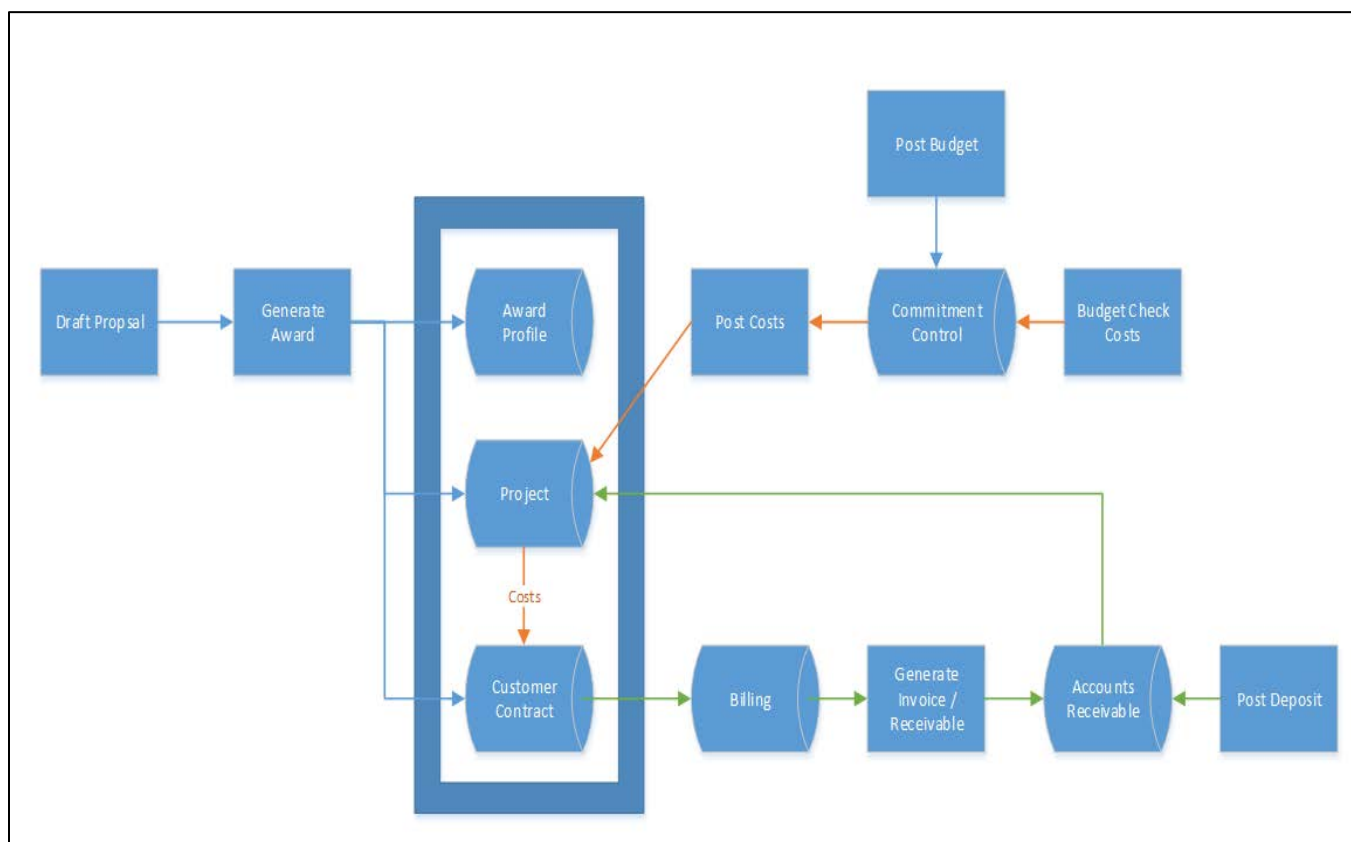 Post Budget
Draft Propsal
Generate
Award
Award
Profile
Post Costs
Commitment
Control
Budget Check
Costs
Project
Costs
Customer
Contract
Billing
Generate
Invoice /
Receivable
Accounts
Receivable
Post Deposit